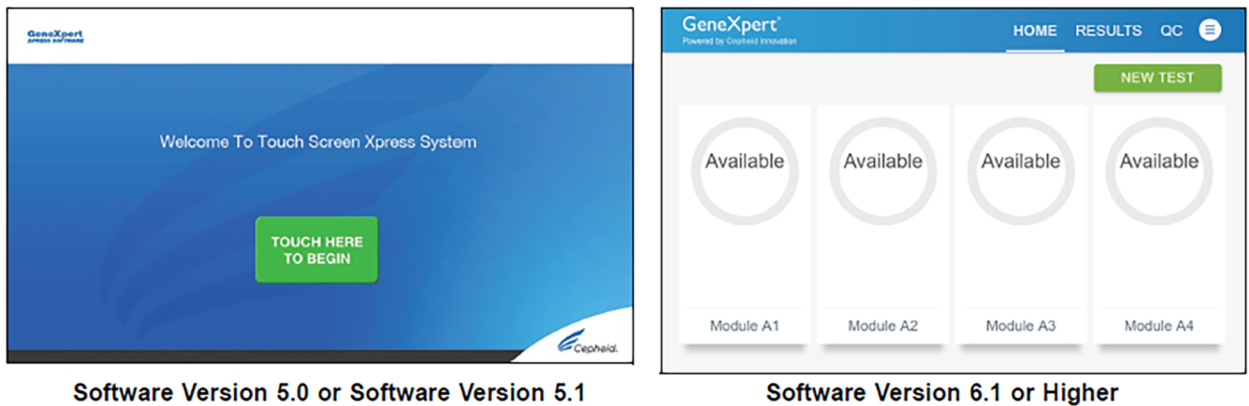 GeneXpert
XPRESS SOFTWARE
Welcome To Touch Screen Xpress System
TOUCH HERE
TO BEGIN
Cepheid.
Software Version 5.0 or Software Version 5.1
GeneXpert®
Powered by Cepheid Innovation
HOME RESULTS QC
NEW TEST
Available Available Available Available
Module A1 Module A2 Module A3 Module A4
Software Version 6.1 or Higher